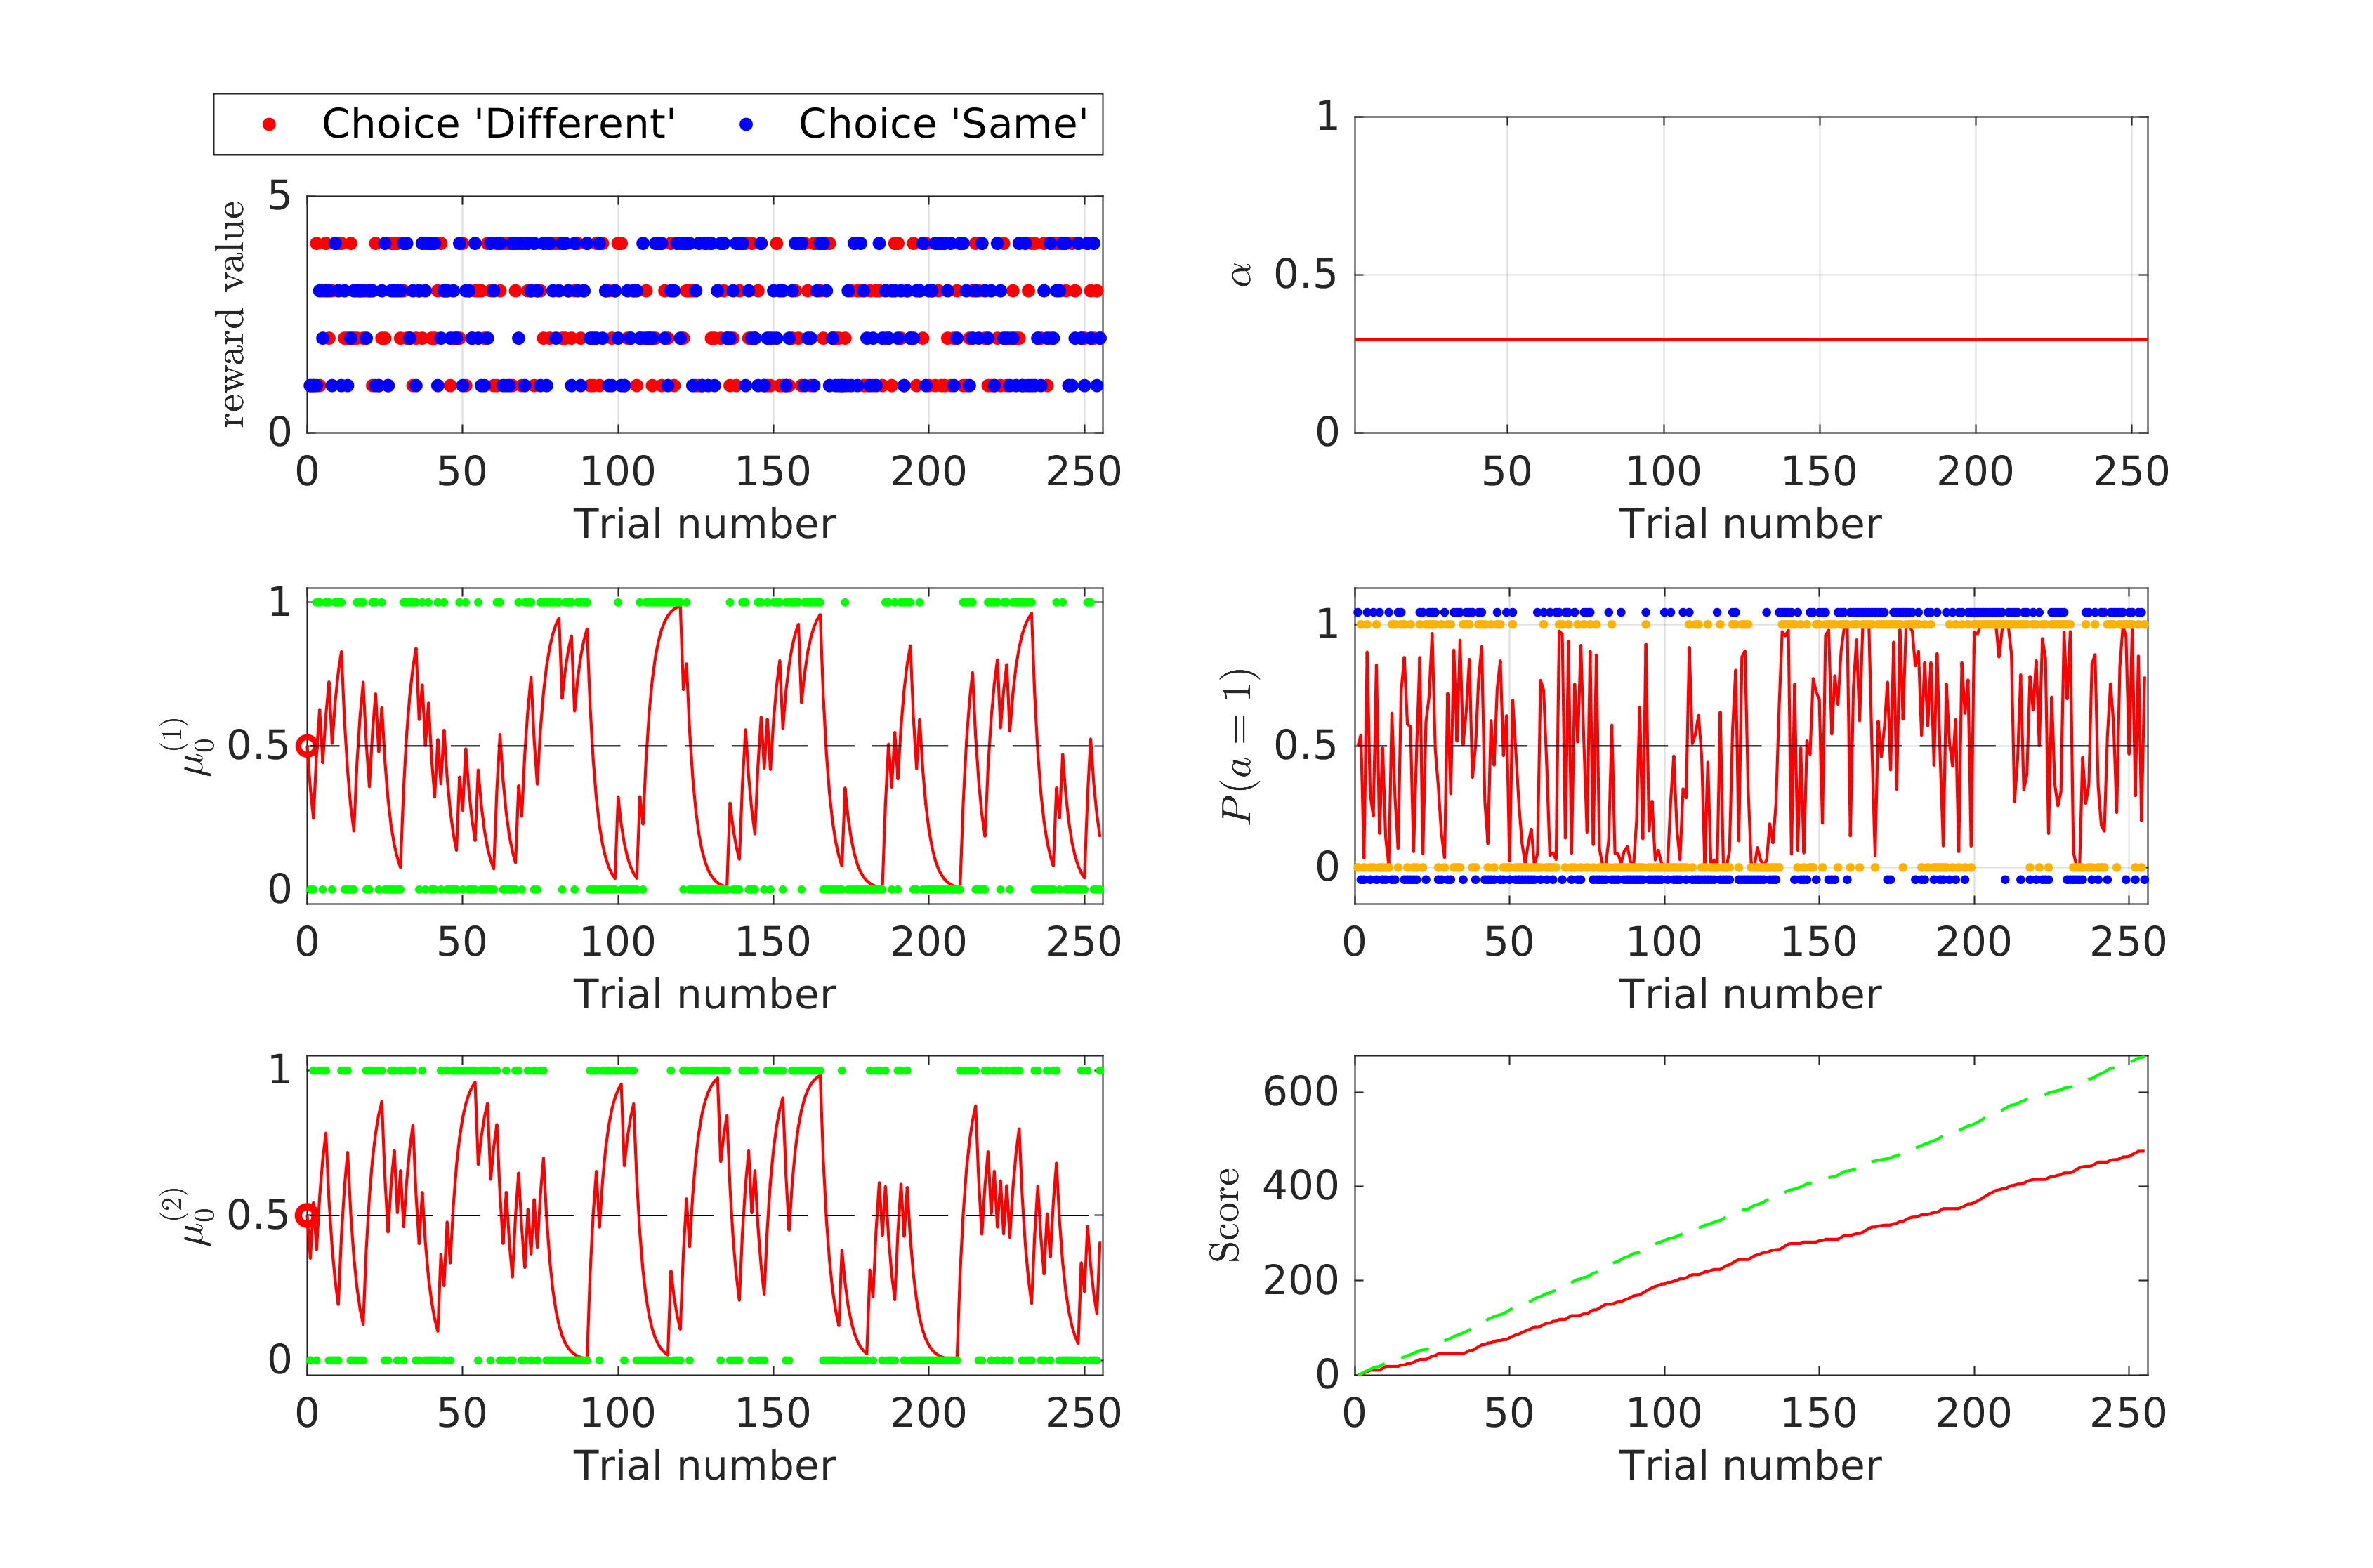 Choice 'Different' Choice 'Same'
5
0
reward value
0 50 100 150 200 250
Trial number
1
0.5
0
α
50 100 150 200 250
Trial number
1
0.5
0
μ₀⁽¹⁾
0 50 100 150 200 250
Trial number
1
0.5
0
P(a = 1)
0 50 100 150 200 250
Trial number
1
0.5
0
μ₀⁽²⁾
0 50 100 150 200 250
Trial number
600
400
200
0
Score
0 50 100 150 200 250
Trial number